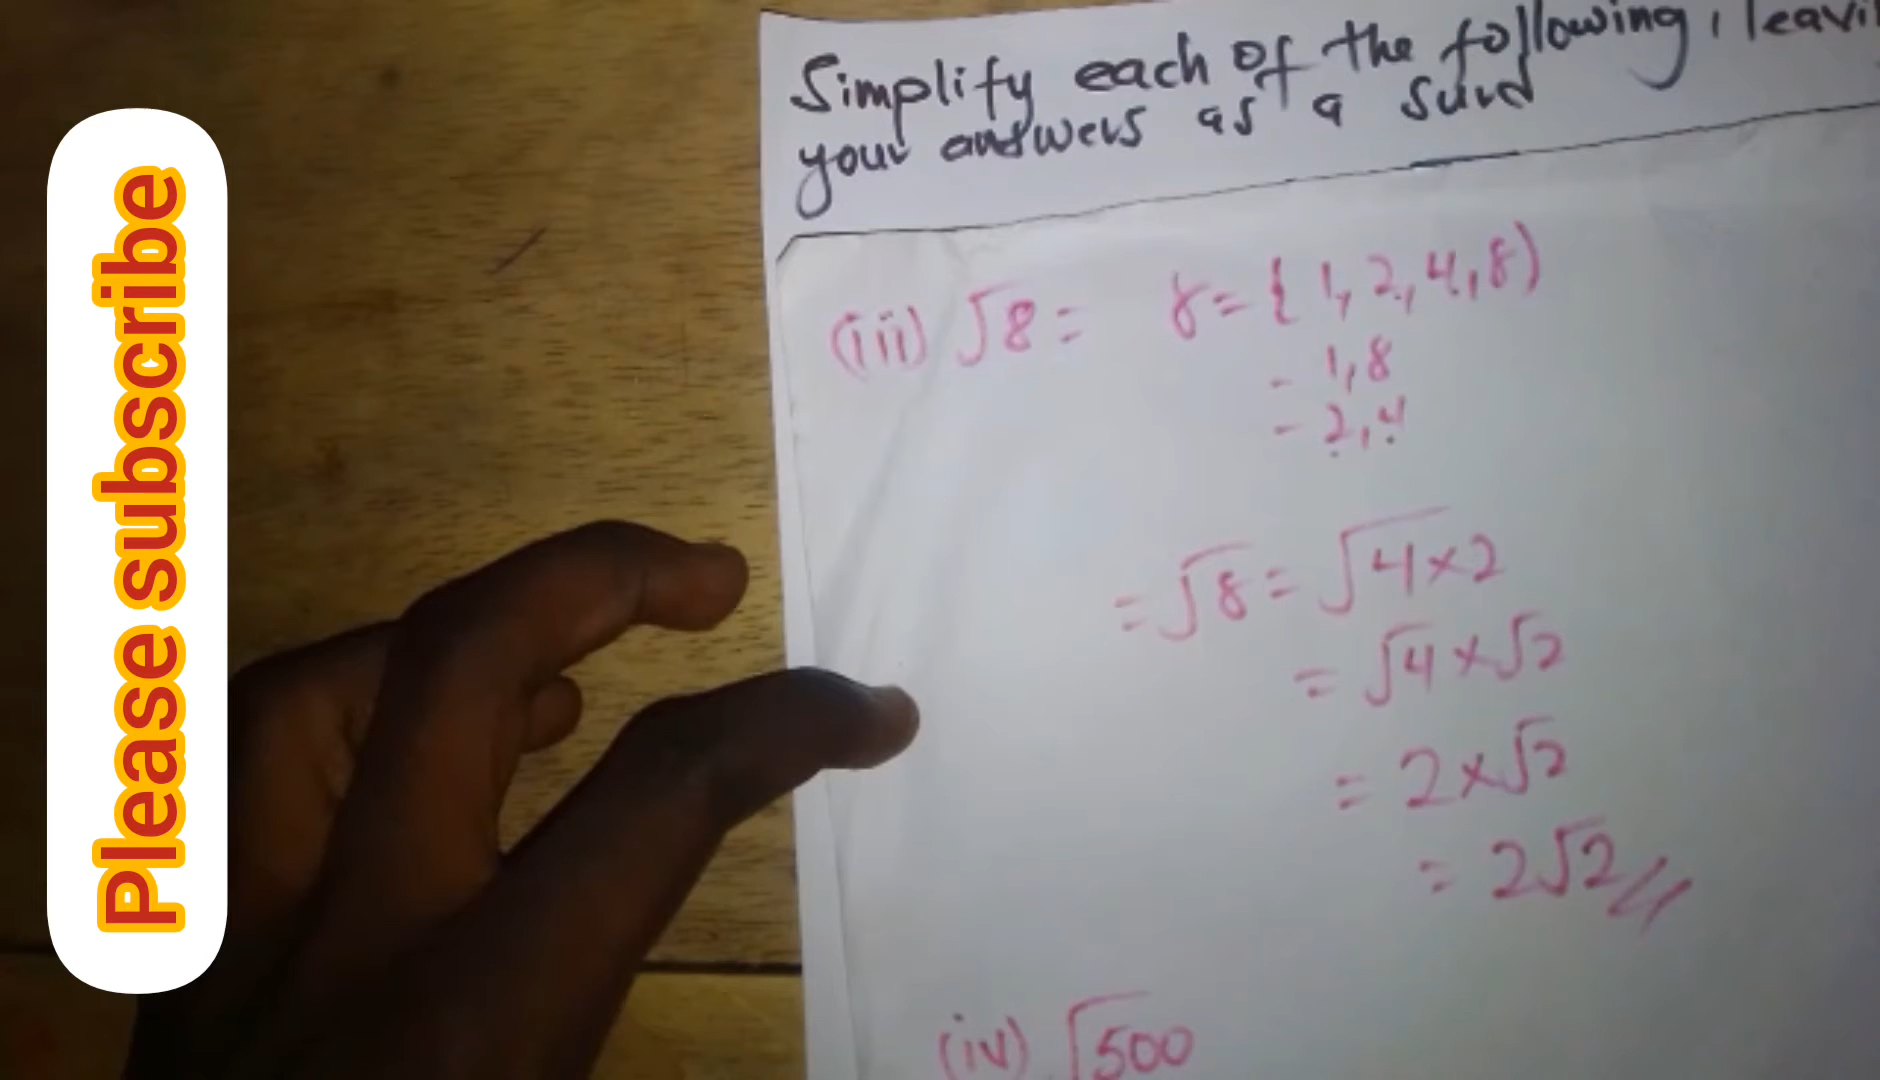 Please subscribe
Simplify each of the following, leavi
your answers as a surd
(iii) √8 = 8 = { 1, 2, 4, 8 )
- 1, 8
- 2, 4
= √8 = √4×2
= √4 × √2
= 2 × √2
= 2√2 //
(iv) √500